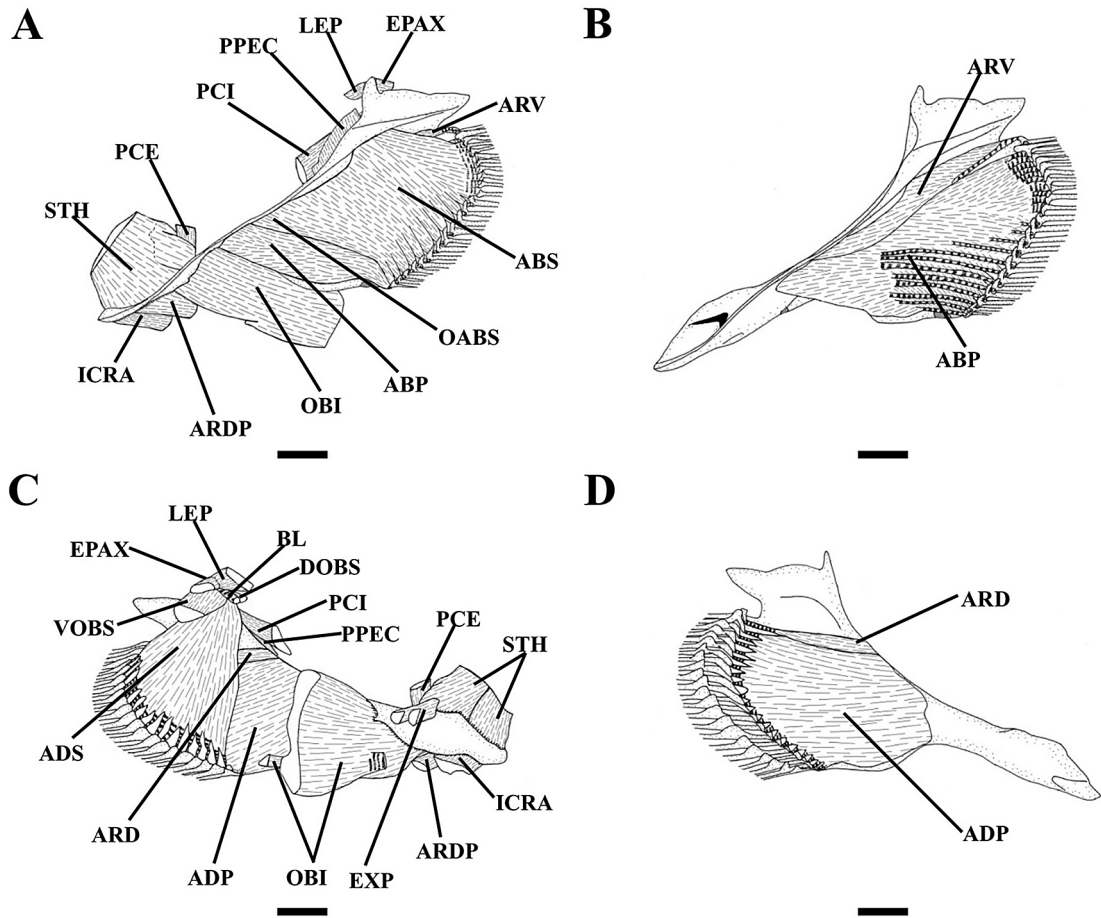 A
LEP
EPAX
PPEC
PCI
ARV
PCE
STH
ABS
OABS
ICRA
ABP
OBI
ARDP
B
ARV
ABP
C
LEP
BL
EPAX
DOBS
PCI
PCE
VOBS
PPEC
STH
ADS
ICRA
ARD
ARDP
ADP
OBI
EXP
D
ARD
ADP